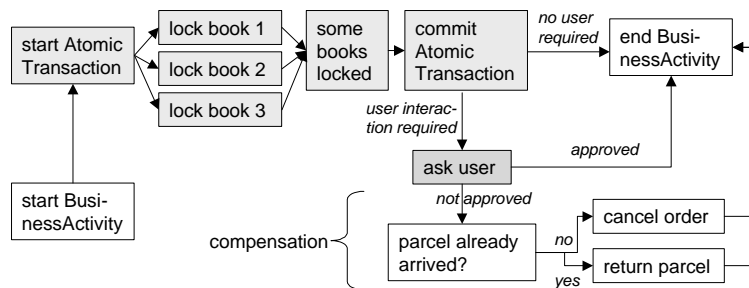 start Atomic
Transaction
lock book 1
lock book 2
lock book 3
some
books
locked
commit
Atomic
Transaction
no user
required
end Busi-
nessActivity
user interac-
tion required
ask user
approved
start Busi-
nessActivity
not approved
compensation
parcel already
arrived?
no
cancel order
yes
return parcel